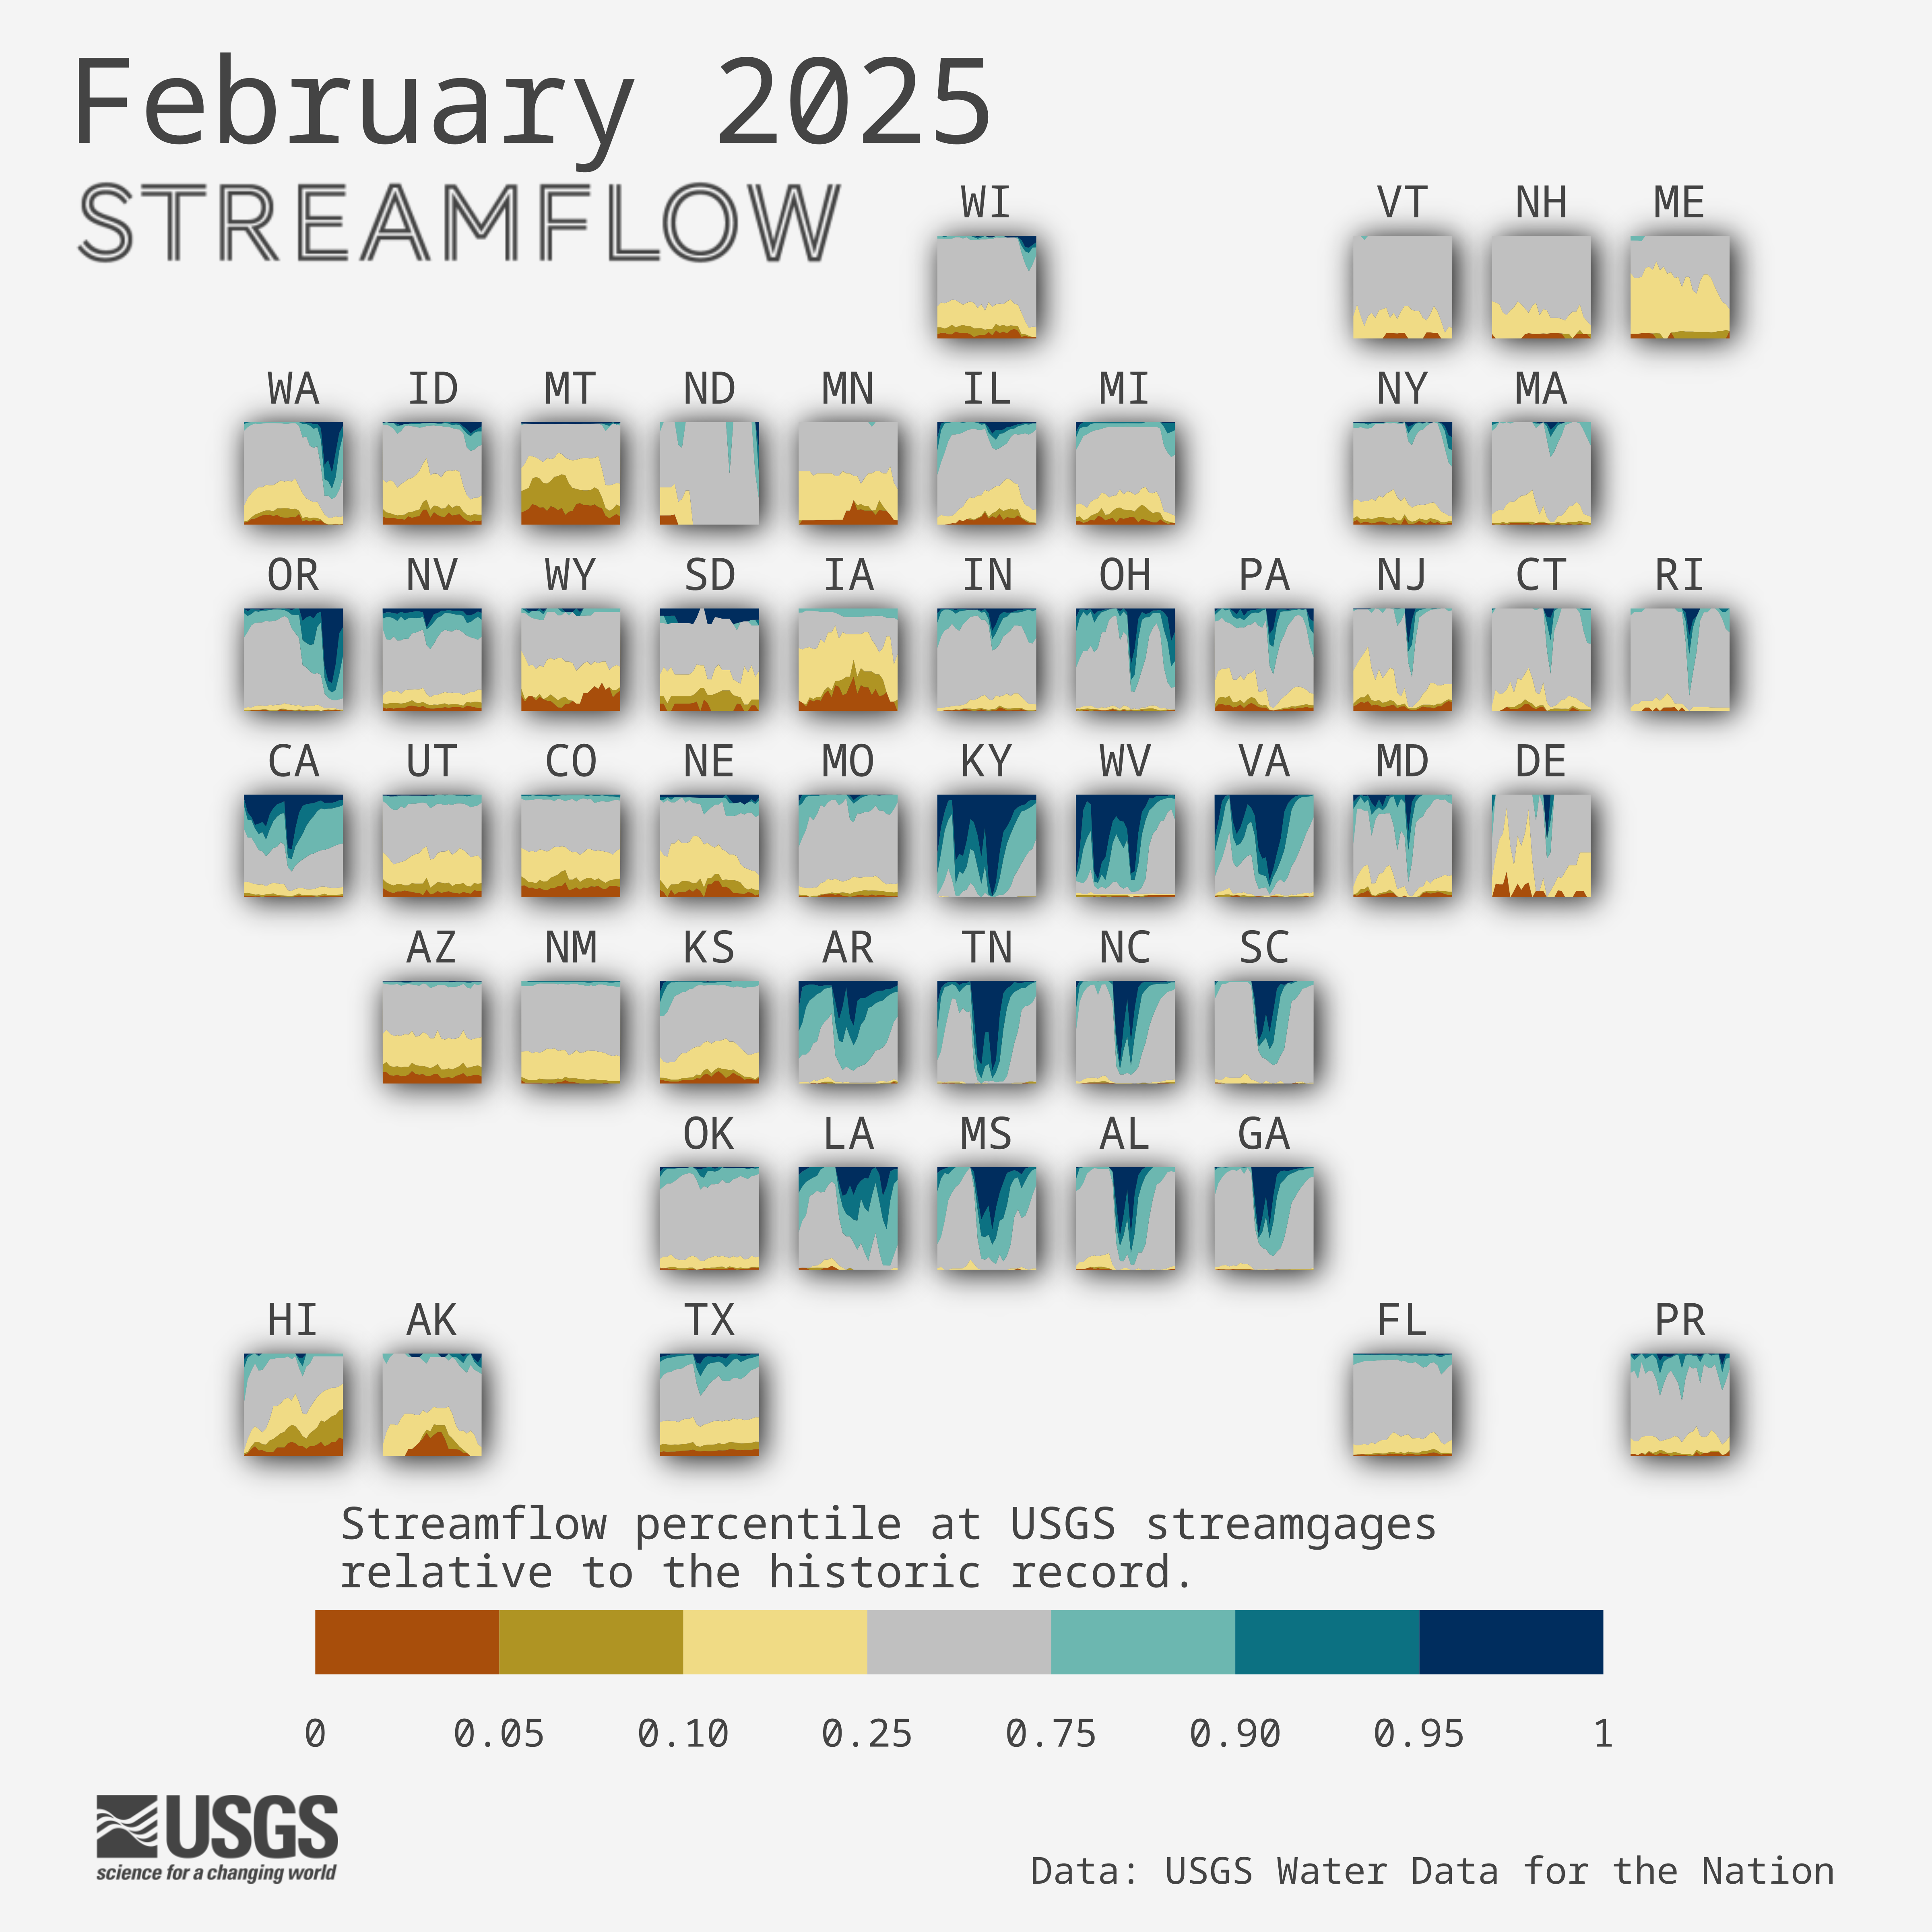 February 2025
STREAMFLOW
WI VT NH ME
WA ID MT ND MN IL MI NY MA
OR NV WY SD IA IN OH PA NJ CT RI
CA UT CO NE MO KY WV VA MD DE
AZ NM KS AR TN NC SC
OK LA MS AL GA
HI AK TX FL PR
Streamflow percentile at USGS streamgages
relative to the historic record.
0 0.05 0.10 0.25 0.75 0.90 0.95 1
USGS
science for a changing world
Data: USGS Water Data for the Nation